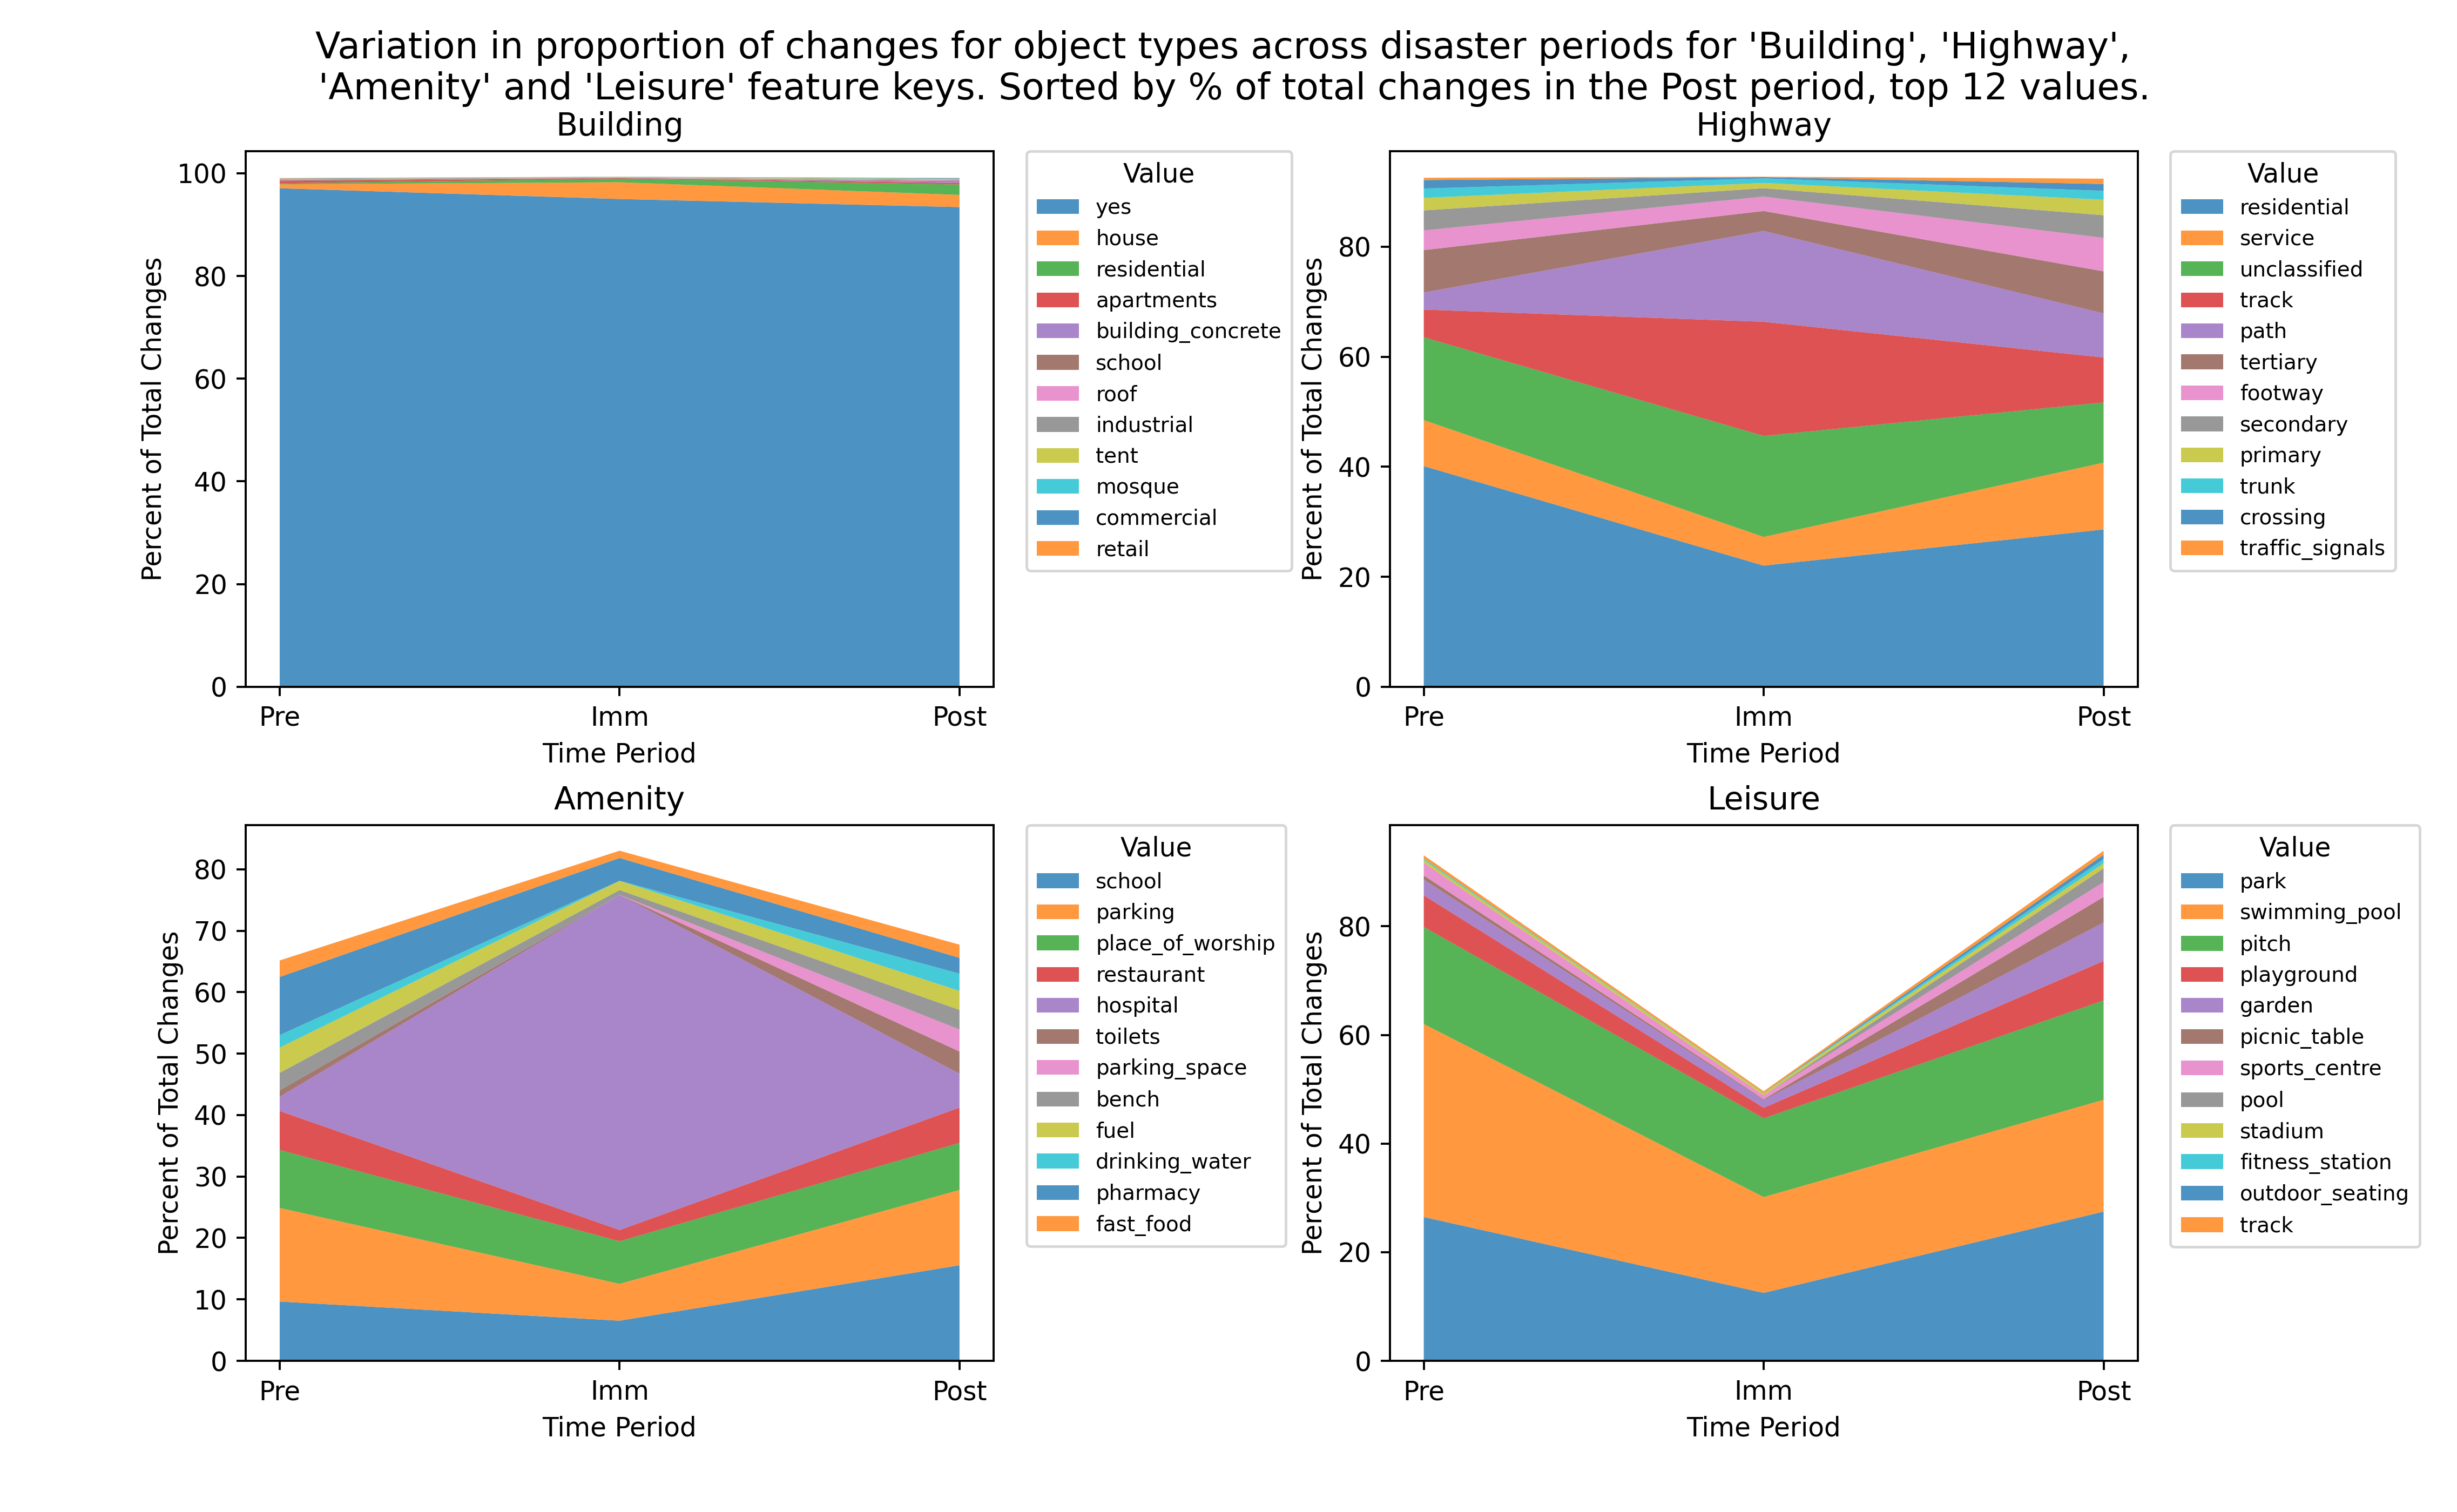 Variation in proportion of changes for object types across disaster periods for 'Building', 'Highway',
'Amenity' and 'Leisure' feature keys. Sorted by % of total changes in the Post period, top 12 values.
Building
Percent of Total Changes
100
80
60
40
20
0
Pre Imm Post
Time Period
Value
yes
house
residential
apartments
building_concrete
school
roof
industrial
tent
mosque
commercial
retail
Highway
Percent of Total Changes
80
60
40
20
0
Pre Imm Post
Time Period
Value
residential
service
unclassified
track
path
tertiary
footway
secondary
primary
trunk
crossing
traffic_signals
Amenity
Percent of Total Changes
80
70
60
50
40
30
20
10
0
Pre Imm Post
Time Period
Value
school
parking
place_of_worship
restaurant
hospital
toilets
parking_space
bench
fuel
drinking_water
pharmacy
fast_food
Leisure
Percent of Total Changes
80
60
40
20
0
Pre Imm Post
Time Period
Value
park
swimming_pool
pitch
playground
garden
picnic_table
sports_centre
pool
stadium
fitness_station
outdoor_seating
track